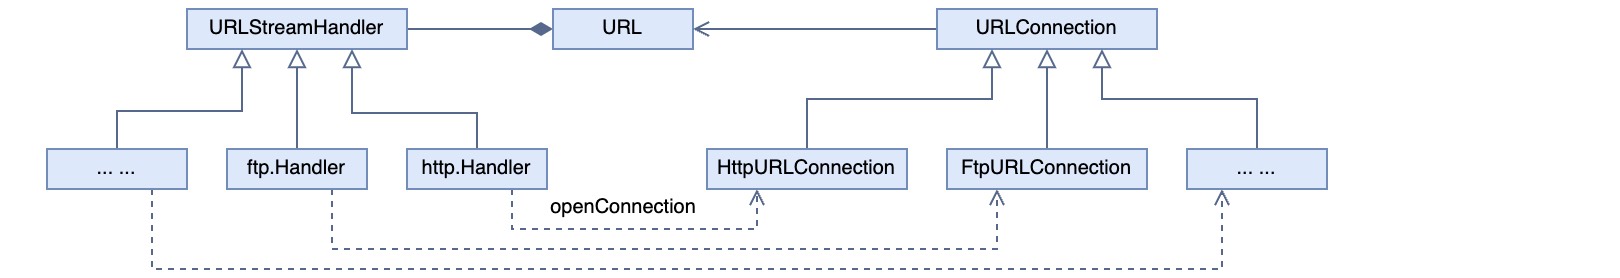 URLStreamHandler
URL
URLConnection
... ...
ftp.Handler
http.Handler
HttpURLConnection
FtpURLConnection
... ...
openConnection